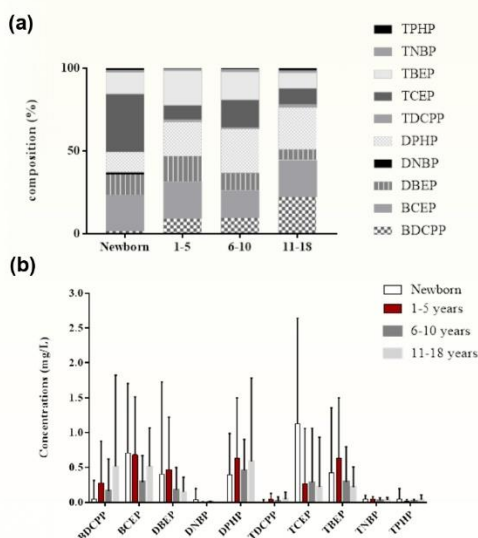 (a)
composition (%)
100
50
0
Newborn
1-5
6-10
11-18
TPHP
TNBP
TBEP
TCEP
TDCPP
DPHP
DNBP
DBEP
BCEP
BDCPP
(b)
Concentrations (mg/L)
3.0
2.5
2.0
1.5
1.0
0.5
0.0
Newborn
1-5 years
6-10 years
11-18 years
BDCPP
BCEP
DBEP
DNBP
DPHP
TDCPP
TCEP
TBEP
TNBP
TPHP